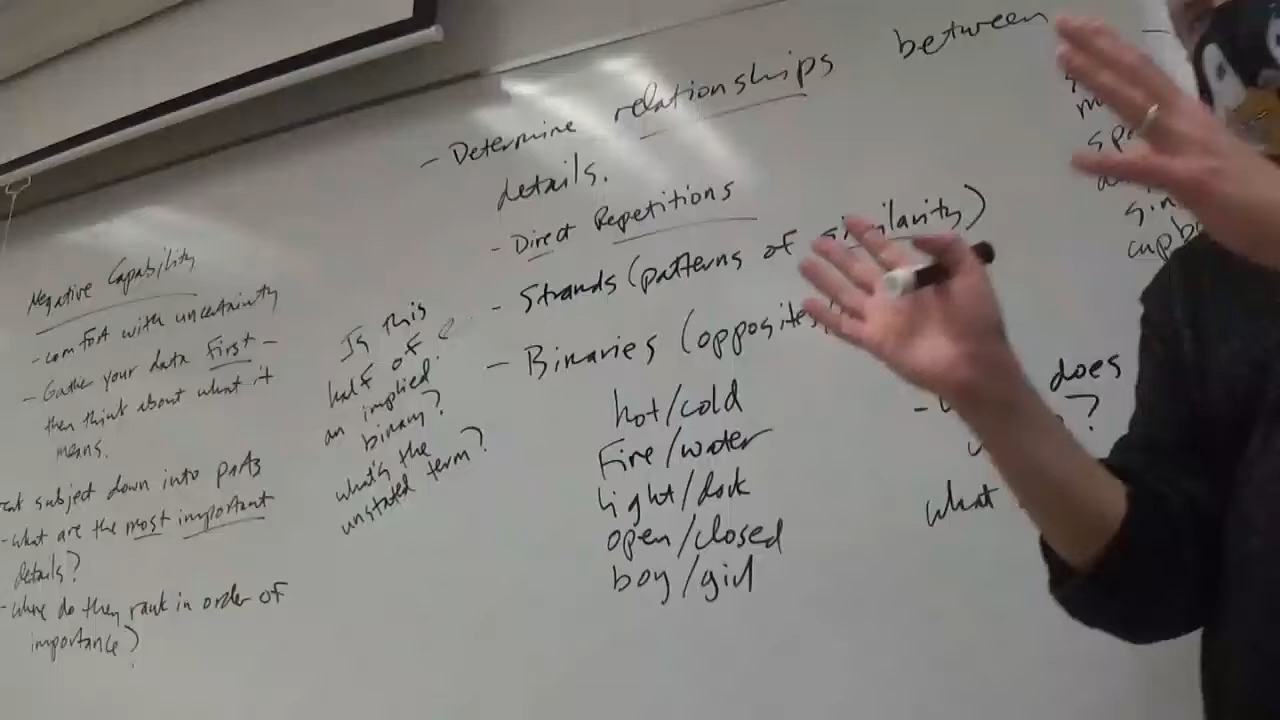 Negative Capability
- comfort with uncertainty
- Gather your data first -
then think about what it
means.
subject down into parts
- what are the most important
details?
- where do they rank in order of
importance?
Is this
half of
an implied
binary?
what's the
unstated term?
- Determine relationships between
details.
- Direct Repetitions
- Strands (patterns of similarity)
- Binaries (opposites
hot/cold
Fire/water
light/dark
open/closed
boy/girl
does
?
what